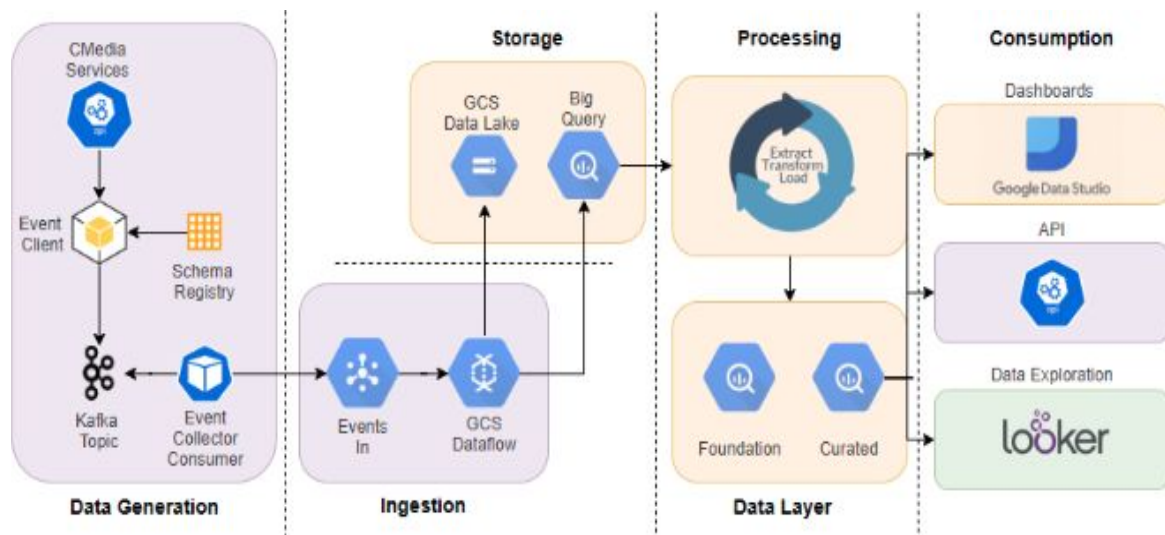 CMedia
Services
api
Event
Client
Schema
Registry
Kafka
Topic
Event
Collector
Consumer
Data Generation
Storage
GCS
Data Lake
Big
Query
Events
In
GCS
Dataflow
Ingestion
Processing
Extract
Transform
Load
Foundation
Curated
Data Layer
Consumption
Dashboards
Google Data Studio
API
api
Data Exploration
looker